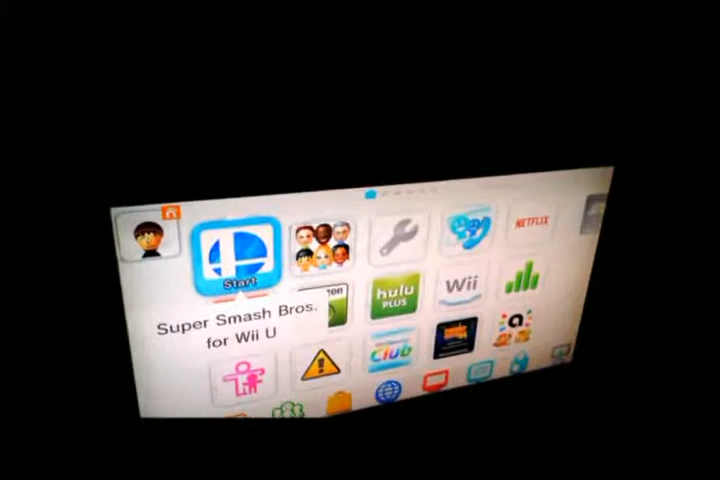 NETFLIX
Start
Super Smash Bros.
for Wii U
hulu
PLUS
Wii
Club
a